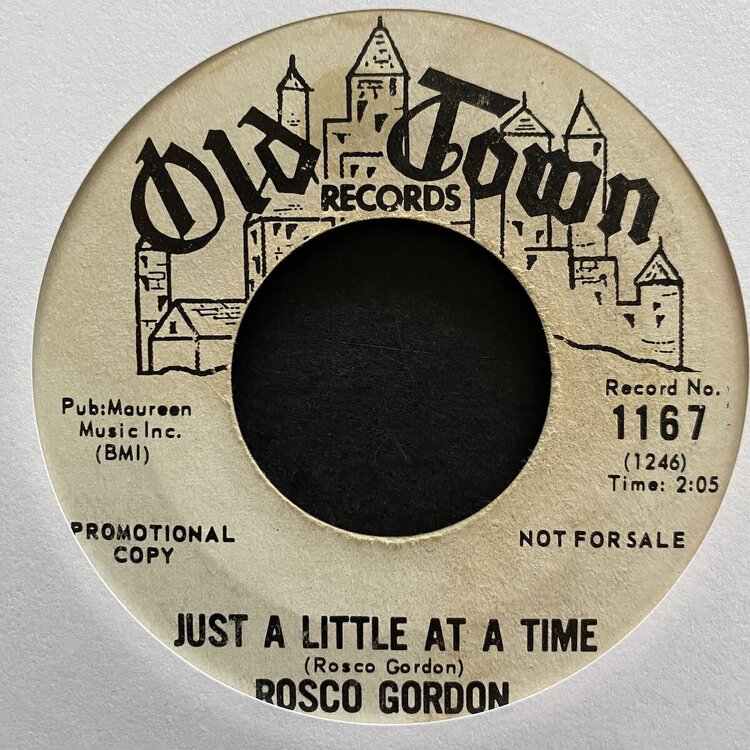 Old Town
RECORDS
Pub:Maureen
Music Inc.
(BMI)
Record No.
1167
(1246)
Time: 2:05
PROMOTIONAL
COPY
NOT FOR SALE
JUST A LITTLE AT A TIME
(Rosco Gordon)
ROSCO GORDON